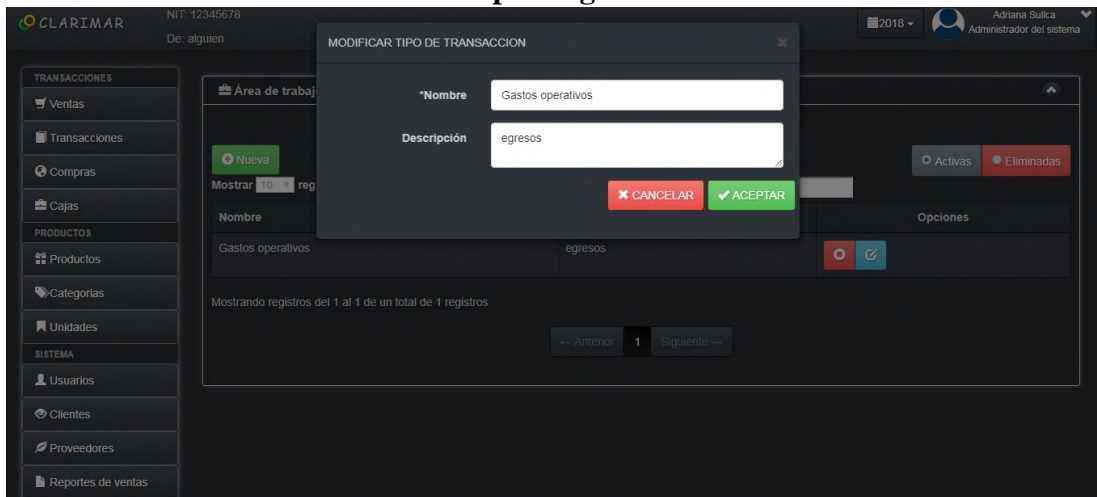 CLARIMAR
NIT: 12345678
De: alguien
2018
Adriana Sullca
Administrador del sistema
MODIFICAR TIPO DE TRANSACCION
*Nombre
Gastos operativos
Descripción
egresos
CANCELAR
ACEPTAR
TRANSACCIONES
Ventas
Transacciones
Compras
Cajas
PRODUCTOS
Productos
Categorias
Unidades
SISTEMA
Usuarios
Clientes
Proveedores
Reportes de ventas
Área de trabaj
Nueva
Activas
Eliminadas
Mostrar 10 reg
Nombre
Opciones
Gastos operativos
egresos
Mostrando registros del 1 al 1 de un total de 1 registros
← Anterior 1 Siguiente →